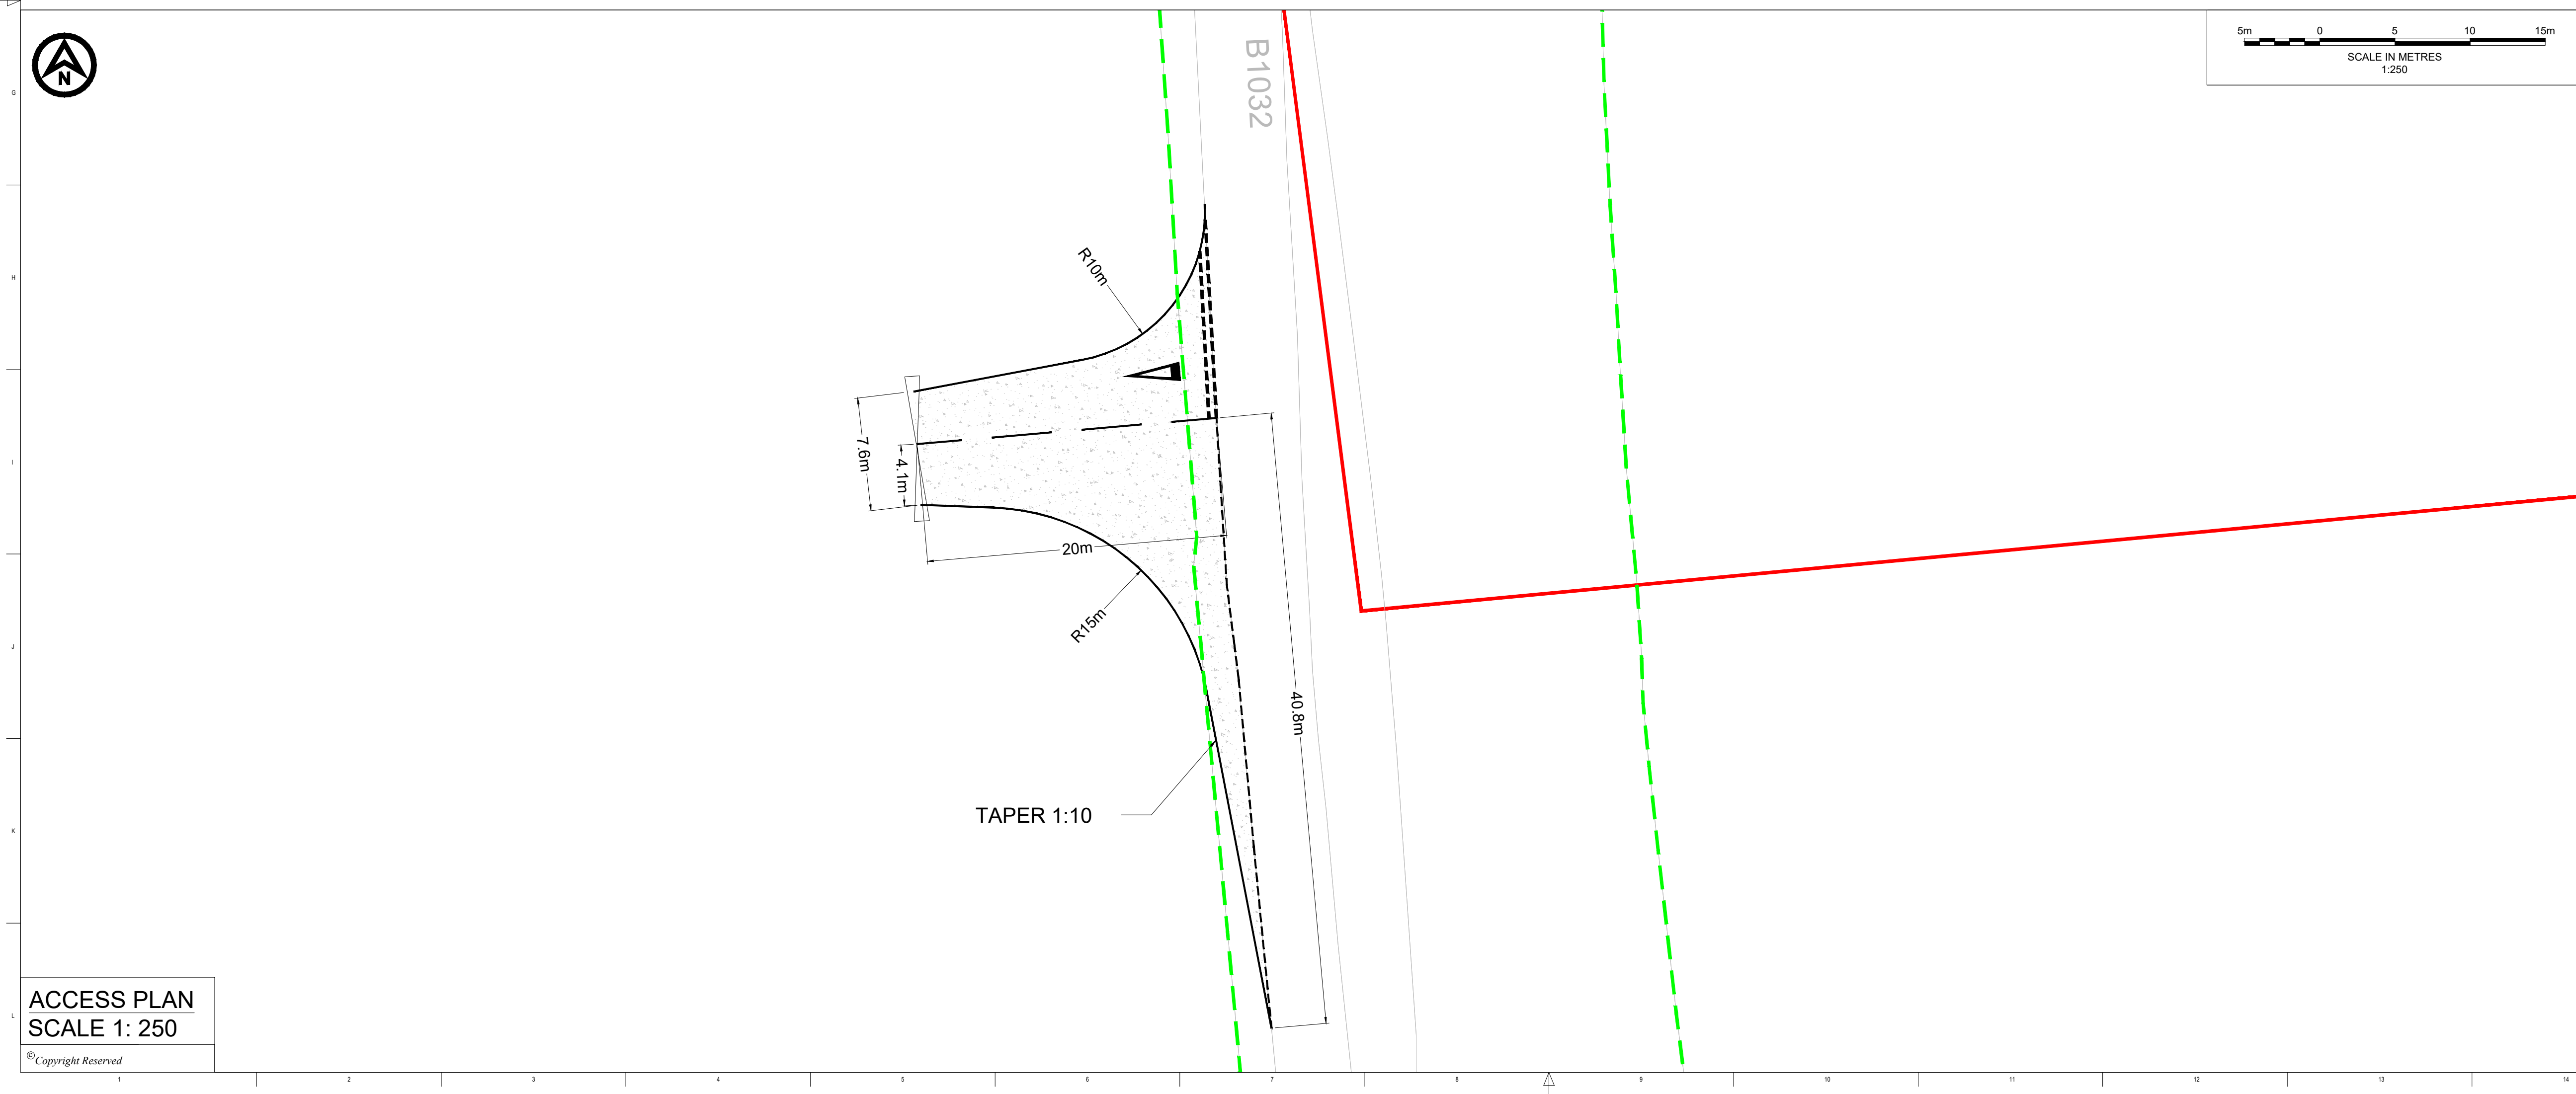 N
B1032
5m 0 5 10 15m
SCALE IN METRES
1:250
R10m
7.6m
4.1m
20m
R15m
40.8m
TAPER 1:10
ACCESS PLAN
SCALE 1: 250
©Copyright Reserved
G
H
I
J
K
L
1 2 3 4 5 6 7 8 9 10 11 12 13 14